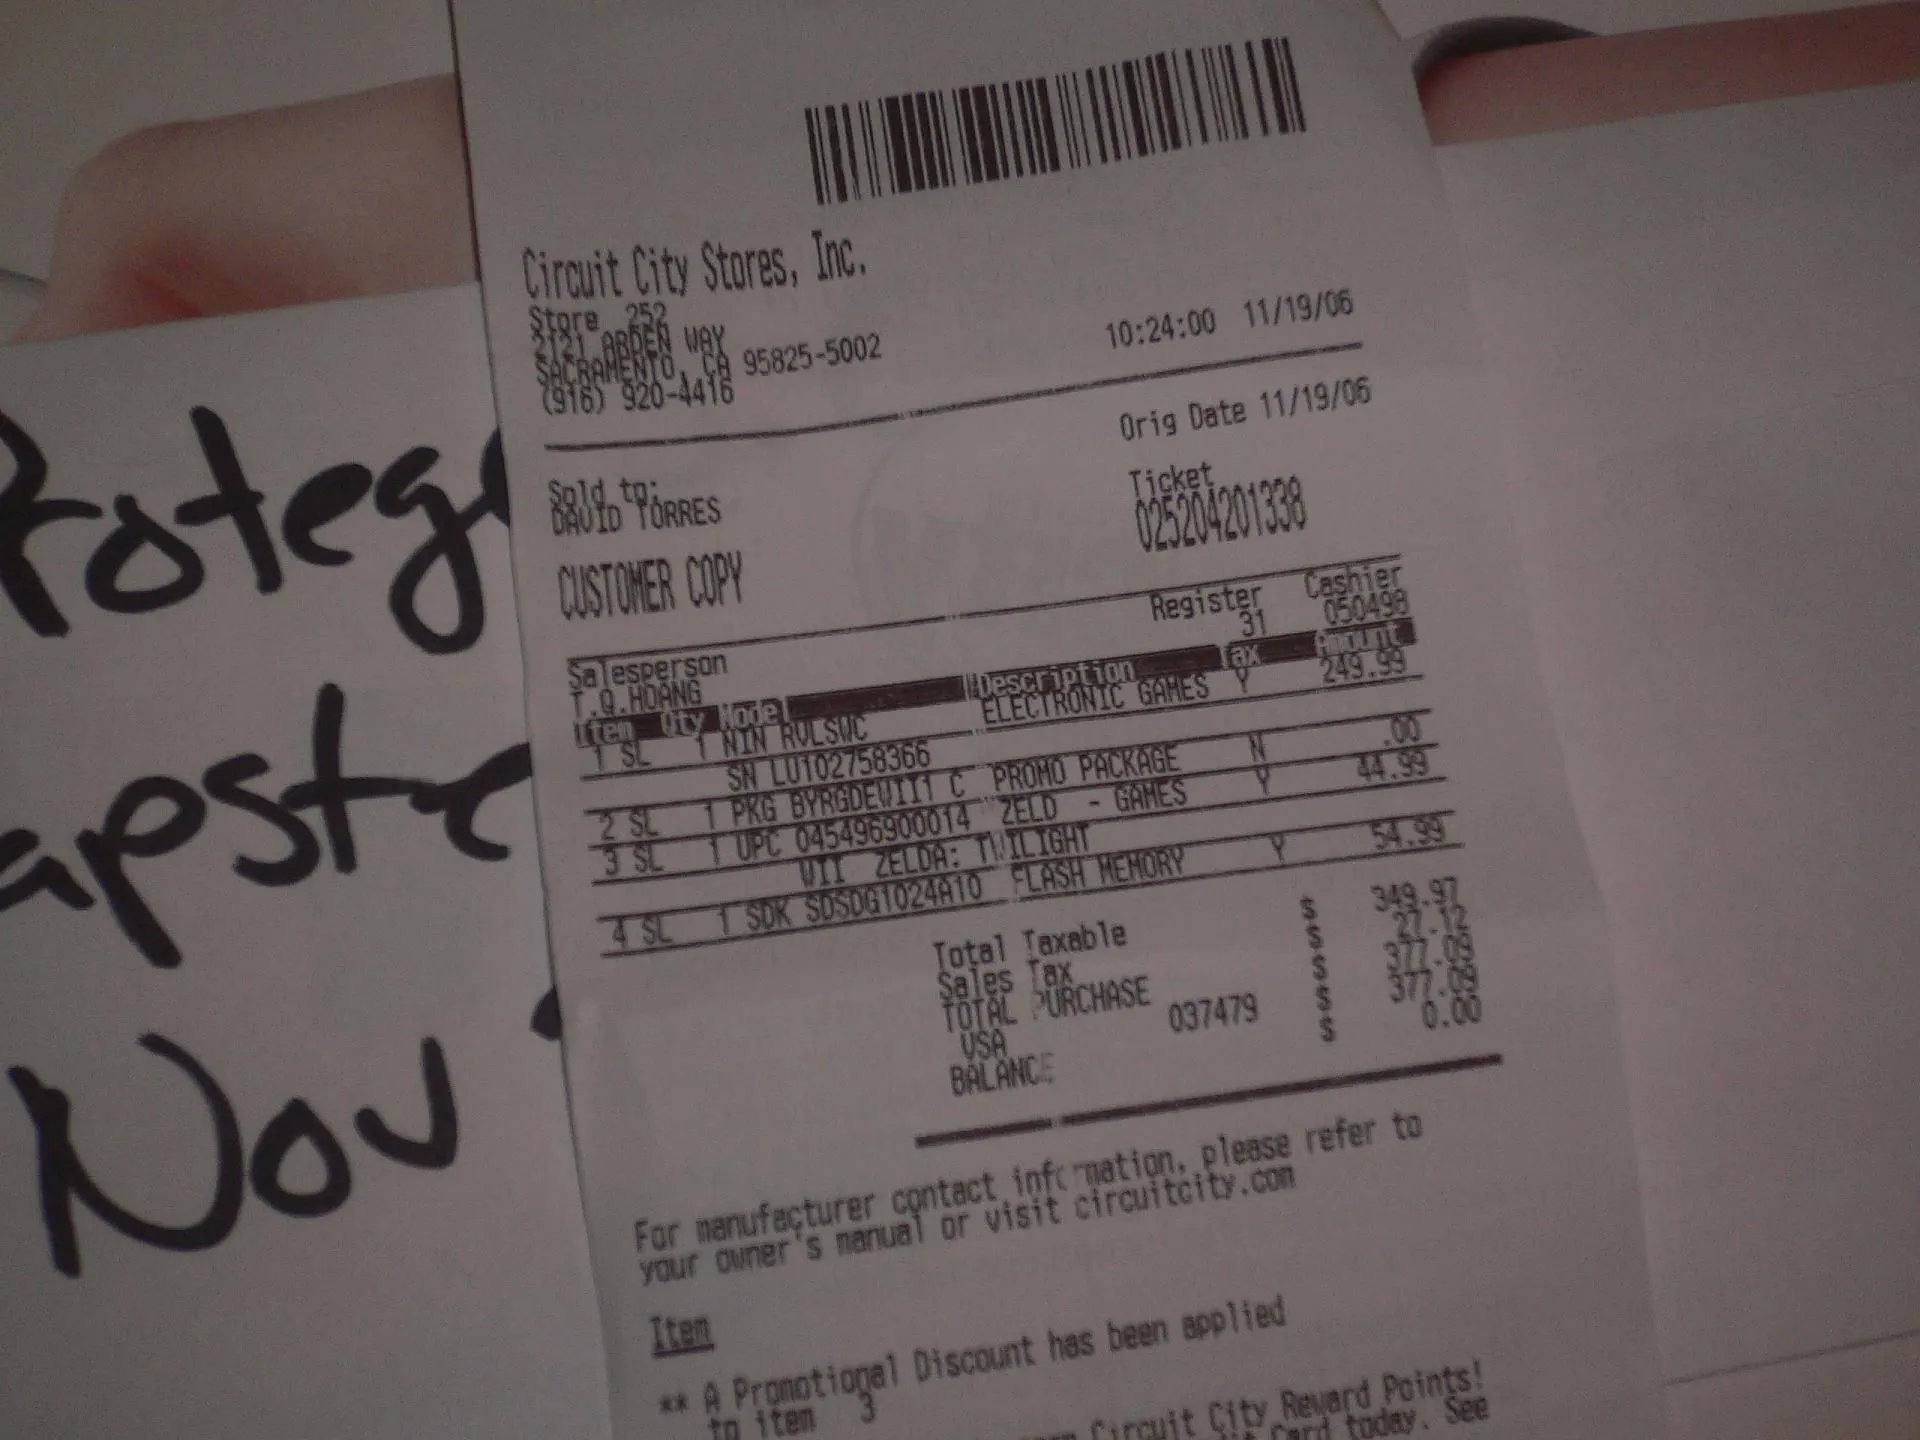 Circuit City Stores, Inc.
Store 252
2121 ARDEN WAY
SACRAMENTO, CA 95825-5002
(916) 920-4416
10:24:00 11/19/06
Orig Date 11/19/06
Sold to:
DAVID TORRES
Ticket
025204201338
CUSTOMER COPY
Register Cashier
31 050498
Salesperson
T.Q.HOANG
Item Qty Model Description Tax Amount
1 SL 1 NIN RVLSWC ELECTRONIC GAMES Y 249.99
SN LU102758366
2 SL 1 PKG BYRGDEWII1 C PROMO PACKAGE N .00
3 SL 1 UPC 045496900014 ZELD - GAMES Y 44.99
WII ZELDA: TWILIGHT
4 SL 1 SDK SDSDG1024A10 FLASH MEMORY Y 54.99
Total Taxable $ 349.97
Sales Tax $ 27.12
TOTAL PURCHASE $ 377.09
VSA 037479 $ 377.09
BALANCE $ 0.00
For manufacturer contact information, please refer to
your owner's manual or visit circuitcity.com
Item
** A Promotional Discount has been applied
to item 3
Circuit City Reward Points!
Card today. See
Nov